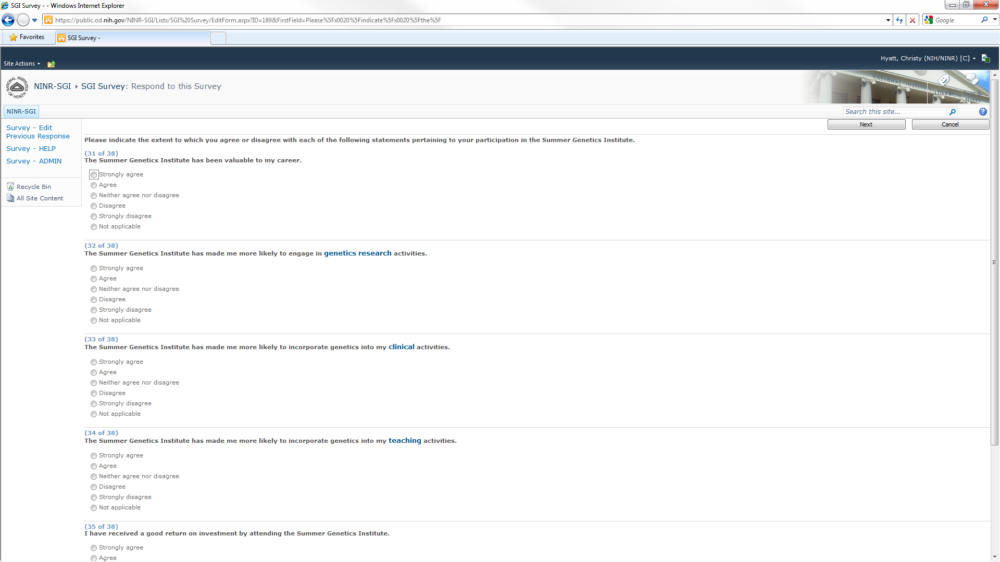 SGI Survey - - Windows Internet Explorer
https://public.od.nih.gov/NINR-SGI/Lists/SGI%20Survey/EditForm.aspx?ID=189&FirstField=Please%5Fx0020%5Findicate%5Fx0020%5Fthe%5F
Google
Favorites
SGI Survey -
Site Actions
Hyatt, Christy (NIH/NINR) [C]
NATIONAL INSTITUTES OF HEALTH
NINR-SGI ▸ SGI Survey: Respond to this Survey
I Like It
Tags & Notes
NINR-SGI
Search this site...
Next
Cancel
Survey - Edit
Previous Response
Survey - HELP
Survey - ADMIN
Recycle Bin
All Site Content
Please indicate the extent to which you agree or disagree with each of the following statements pertaining to your participation in the Summer Genetics Institute.
(31 of 38)
The Summer Genetics Institute has been valuable to my career.
Strongly agree
Agree
Neither agree nor disagree
Disagree
Strongly disagree
Not applicable
(32 of 38)
The Summer Genetics Institute has made me more likely to engage in genetics research activities.
Strongly agree
Agree
Neither agree nor disagree
Disagree
Strongly disagree
Not applicable
(33 of 38)
The Summer Genetics Institute has made me more likely to incorporate genetics into my clinical activities.
Strongly agree
Agree
Neither agree nor disagree
Disagree
Strongly disagree
Not applicable
(34 of 38)
The Summer Genetics Institute has made me more likely to incorporate genetics into my teaching activities.
Strongly agree
Agree
Neither agree nor disagree
Disagree
Strongly disagree
Not applicable
(35 of 38)
I have received a good return on investment by attending the Summer Genetics Institute.
Strongly agree
Agree